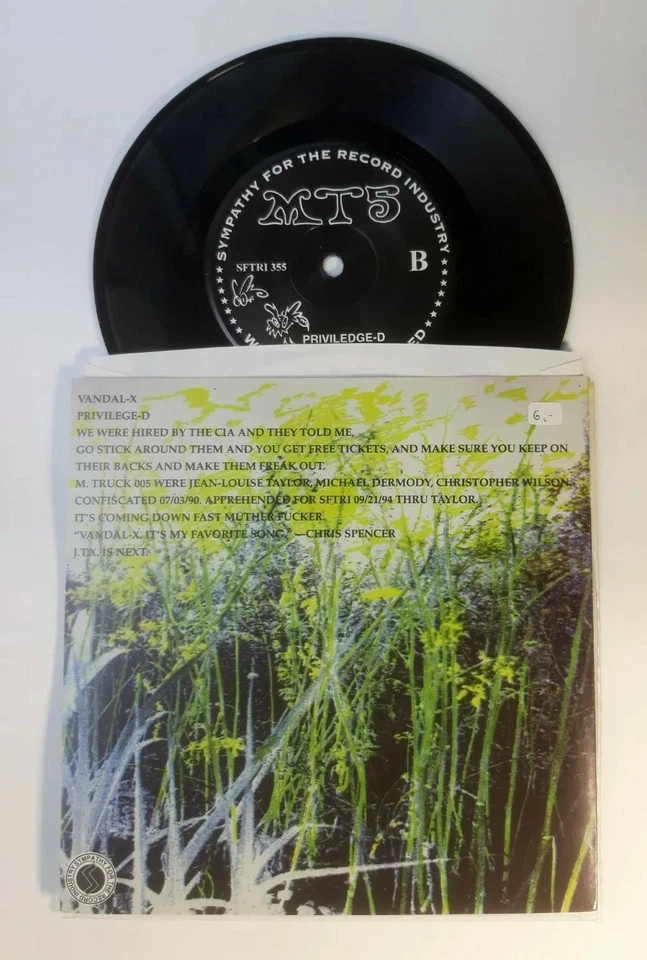 SYMPATHY FOR THE RECORD INDUSTRY
MT5
SFTRI 355
B
PRIVILEDGE-D
VANDAL-X
PRIVILEGE-D
WE WERE HIRED BY THE CIA AND THEY TOLD ME,
GO STICK AROUND THEM AND YOU GET FREE TICKETS, AND MAKE SURE YOU KEEP ON
THEIR BACKS AND MAKE THEM FREAK OUT.
M. TRUCK 005 WERE JEAN-LOUISE TAYLOR, MICHAEL DERMODY, CHRISTOPHER WILSON.
CONFISCATED 07/03/90. APPREHENDED FOR SFTRI 09/21/94 THRU TAYLOR.
IT'S COMING DOWN FAST MUTHER FUCKER.
"VANDAL-X. IT'S MY FAVORITE SONG." —CHRIS SPENCER
J.T.X. IS NEXT.
6,-
SYMPATHY FOR THE RECORD INDUSTRY